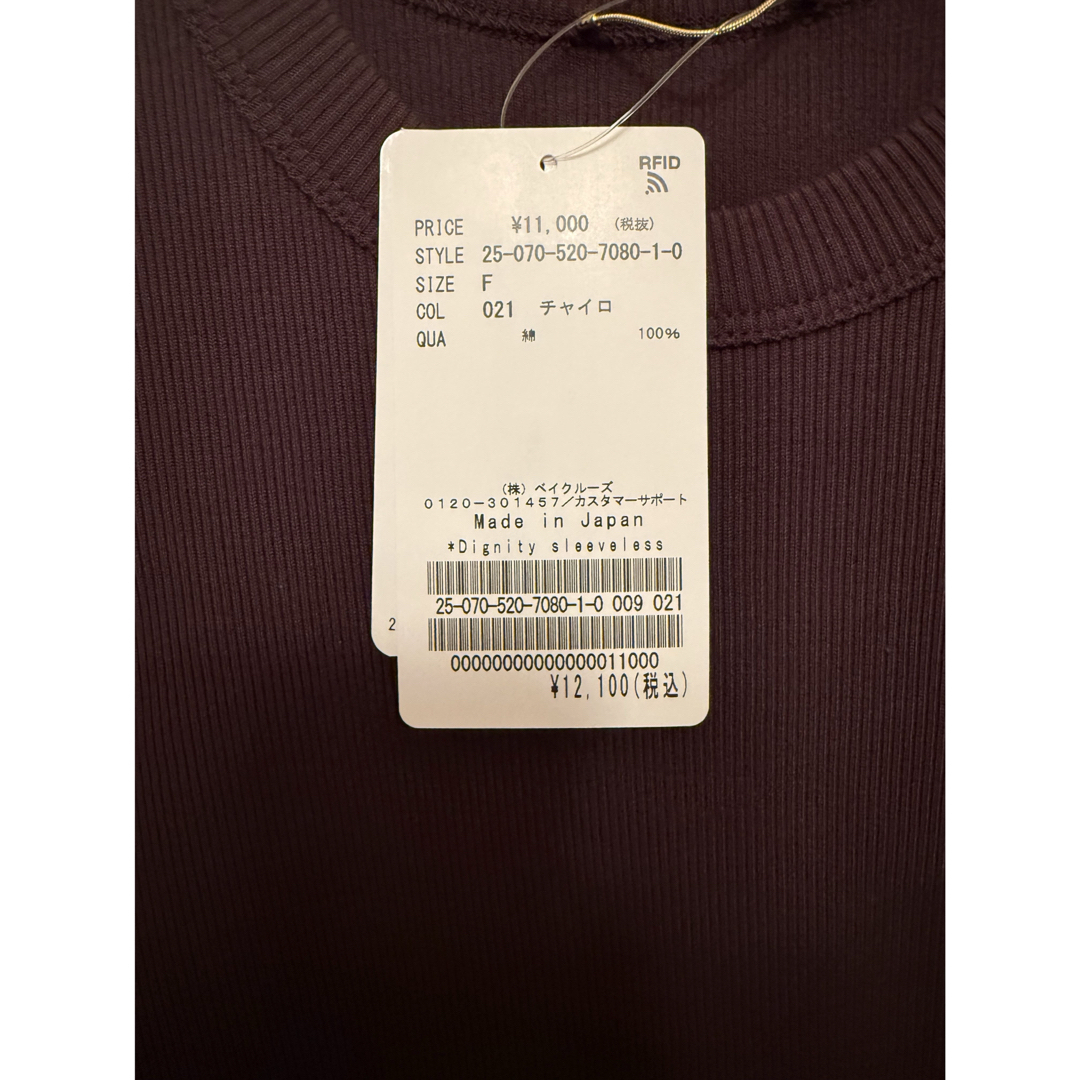 RFID
PRICE ¥11,000 (税抜)
STYLE 25-070-520-7080-1-0
SIZE F
COL 021 チャイロ
QUA 綿 100%
(株) ベイクルーズ
0120-301457/カスタマーサポート
Made in Japan
*Dignity sleeveless
25-070-520-7080-1-0 009 021
2
00000000000000011000
¥12,100(税込)